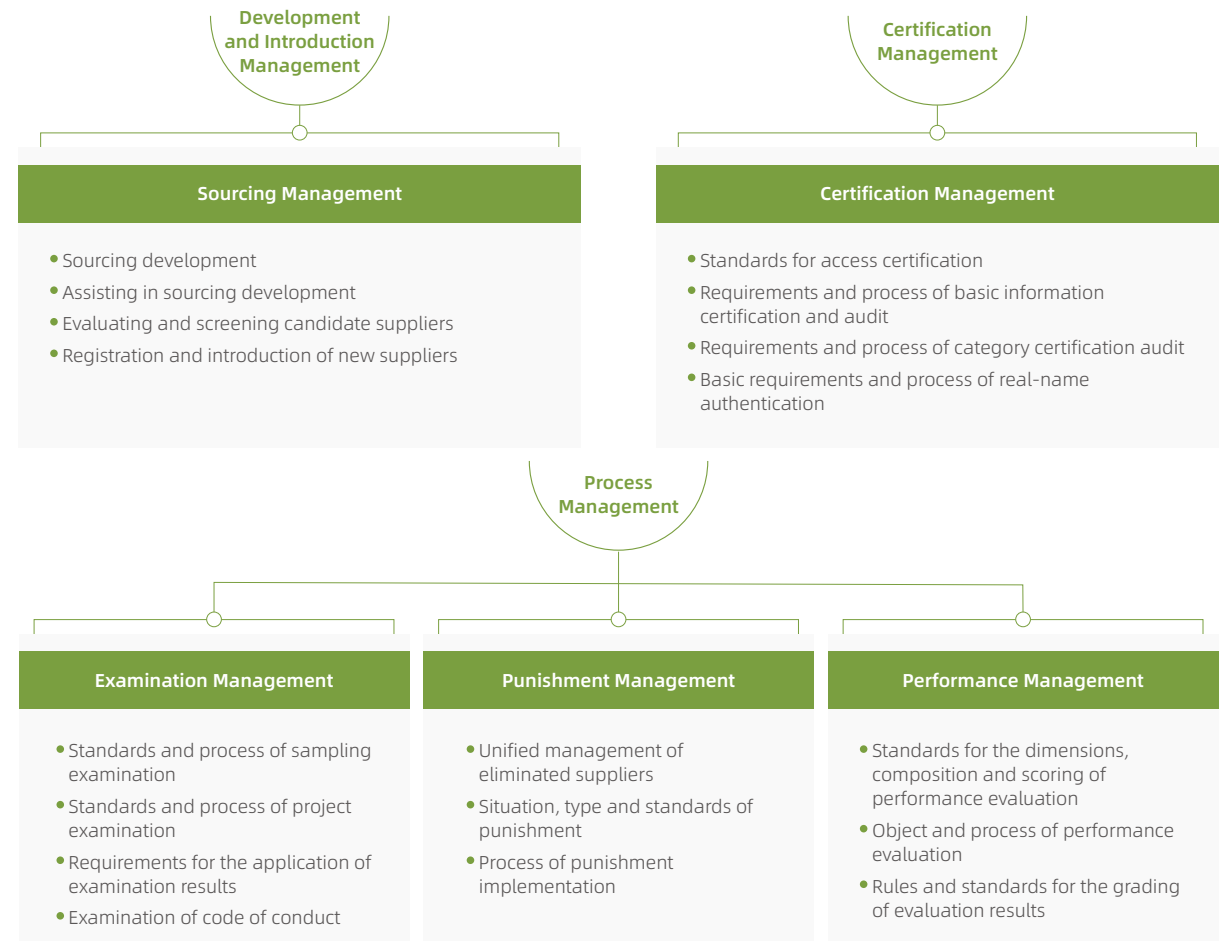 Development
and Introduction
Management
Certification
Management
Sourcing Management
• Sourcing development
• Assisting in sourcing development
• Evaluating and screening candidate suppliers
• Registration and introduction of new suppliers
Certification Management
• Standards for access certification
• Requirements and process of basic information
certification and audit
• Requirements and process of category certification audit
• Basic requirements and process of real-name
authentication
Process
Management
Examination Management
• Standards and process of sampling
examination
• Standards and process of project
examination
• Requirements for the application of
examination results
• Examination of code of conduct
Punishment Management
• Unified management of
eliminated suppliers
• Situation, type and standards of
punishment
• Process of punishment
implementation
Performance Management
• Standards for the dimensions,
composition and scoring of
performance evaluation
• Object and process of performance
evaluation
• Rules and standards for the grading
of evaluation results